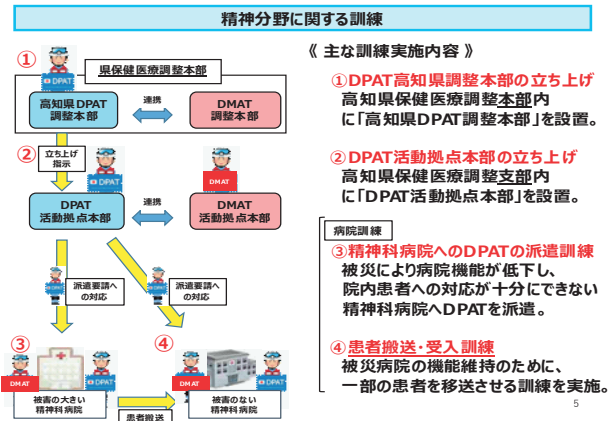 精神分野に関する訓練
①
DPAT
県保健医療調整本部
高知県DPAT
調整本部
連携
DMAT
調整本部
②
立ち上げ
指示
DPAT
DMAT
DPAT
活動拠点本部
連携
DMAT
活動拠点本部
派遣要請へ
の対応
派遣要請へ
の対応
③
DMAT
DPAT
被害の大きい
精神科病院
④
DMAT
DPAT
被害のない
精神科病院
患者搬送
《 主な訓練実施内容 》
①DPAT高知県調整本部の立ち上げ
高知県保健医療調整本部内
に「高知県DPAT調整本部」を設置。
②DPAT活動拠点本部の立ち上げ
高知県保健医療調整支部内
に「DPAT活動拠点本部」を設置。
病院訓練
③精神科病院へのDPATの派遣訓練
被災により病院機能が低下し、
院内患者への対応が十分にできない
精神科病院へDPATを派遣。
④患者搬送・受入訓練
被災病院の機能維持のために、
一部の患者を移送させる訓練を実施。
5